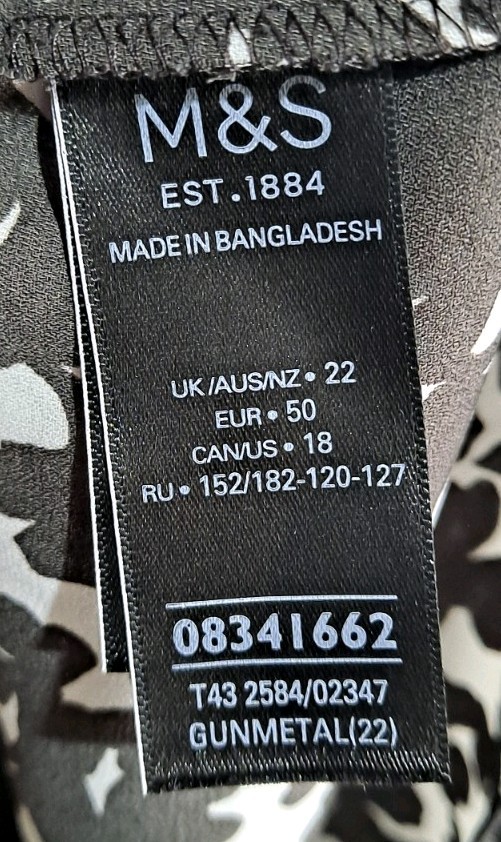 M&S
EST.1884
MADE IN BANGLADESH
UK/AUS/NZ • 22
EUR • 50
CAN/US • 18
RU • 152/182-120-127
08341662
T43 2584/02347
GUNMETAL(22)